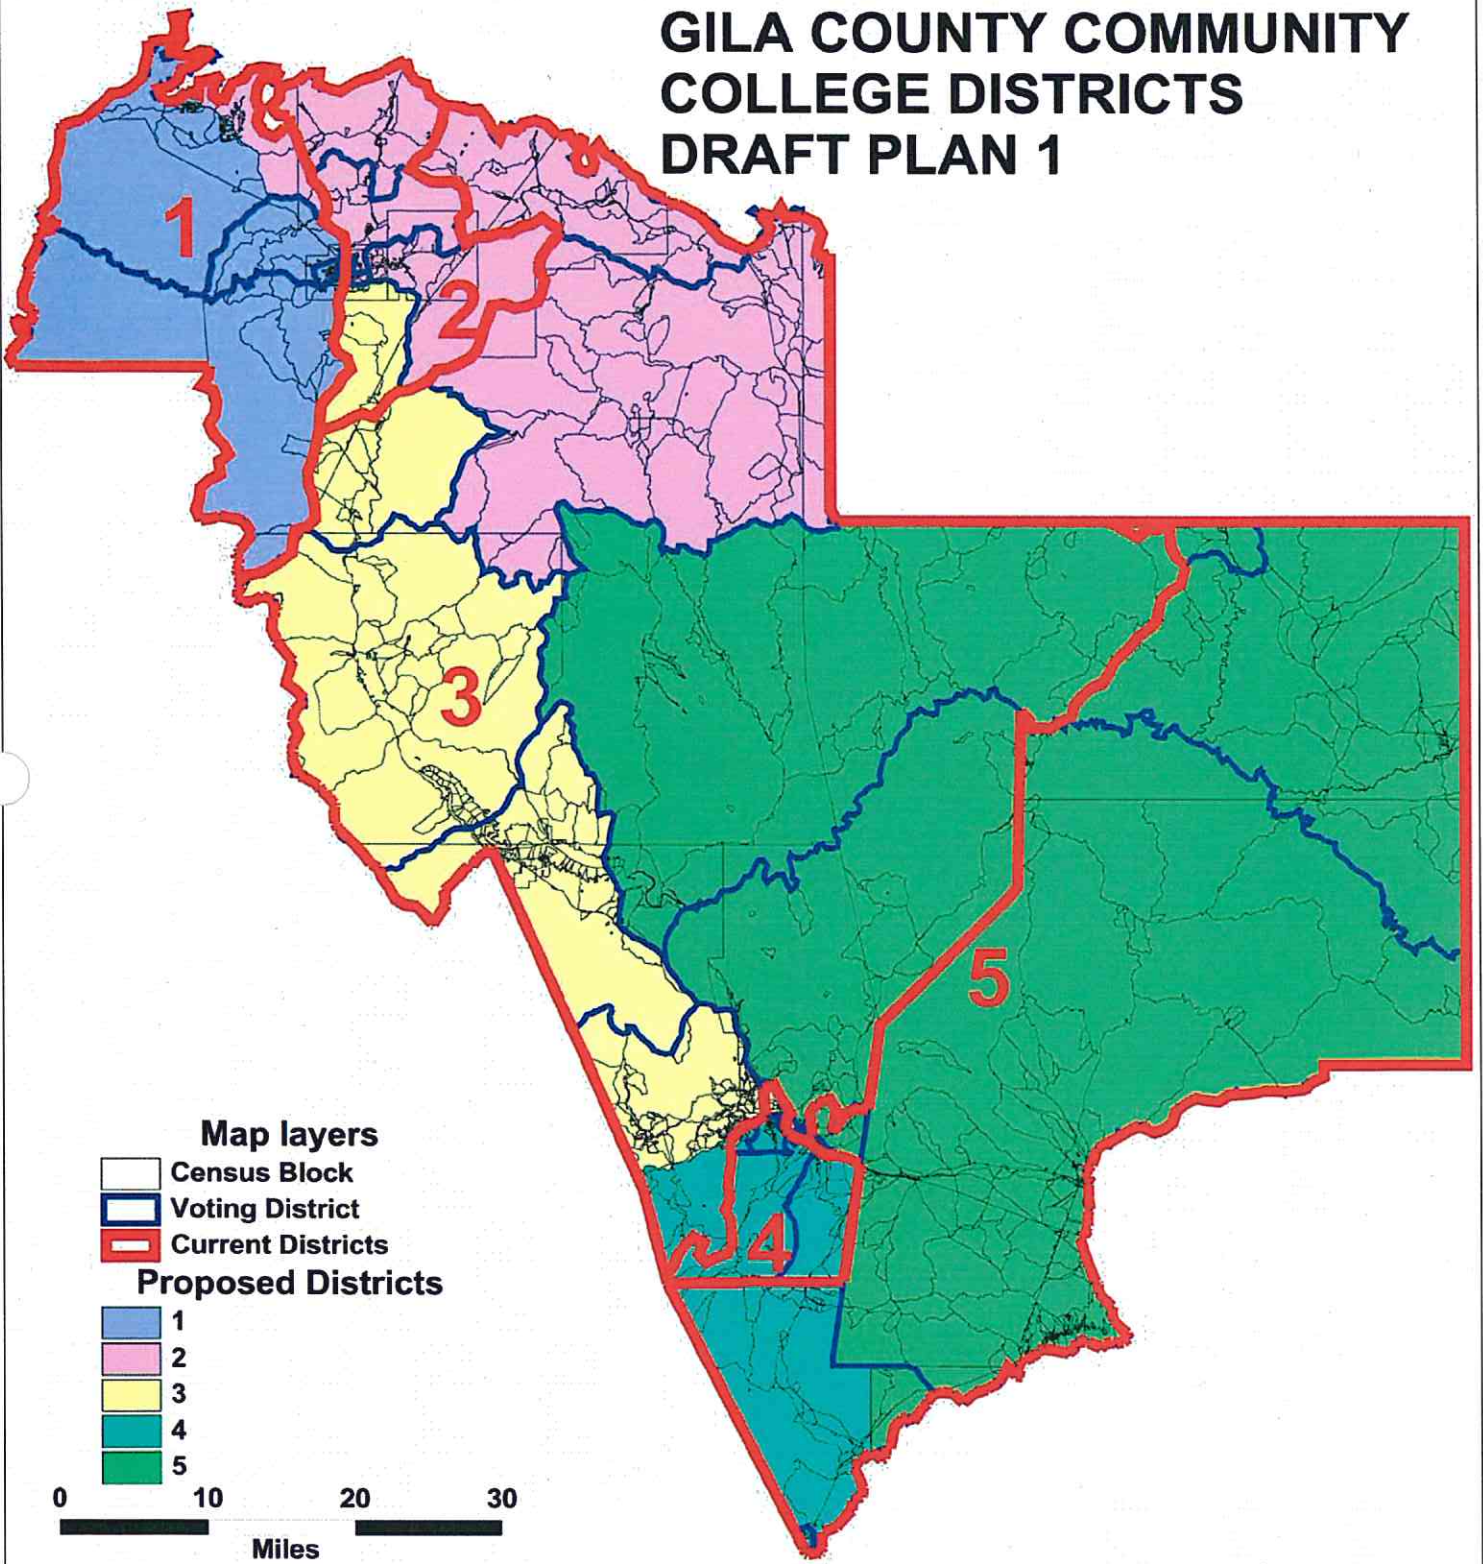 GILA COUNTY COMMUNITY
COLLEGE DISTRICTS
DRAFT PLAN 1
1
2
3
5
4
Map layers
Census Block
Voting District
Current Districts
Proposed Districts
1
2
3
4
5
0 10 20 30
Miles